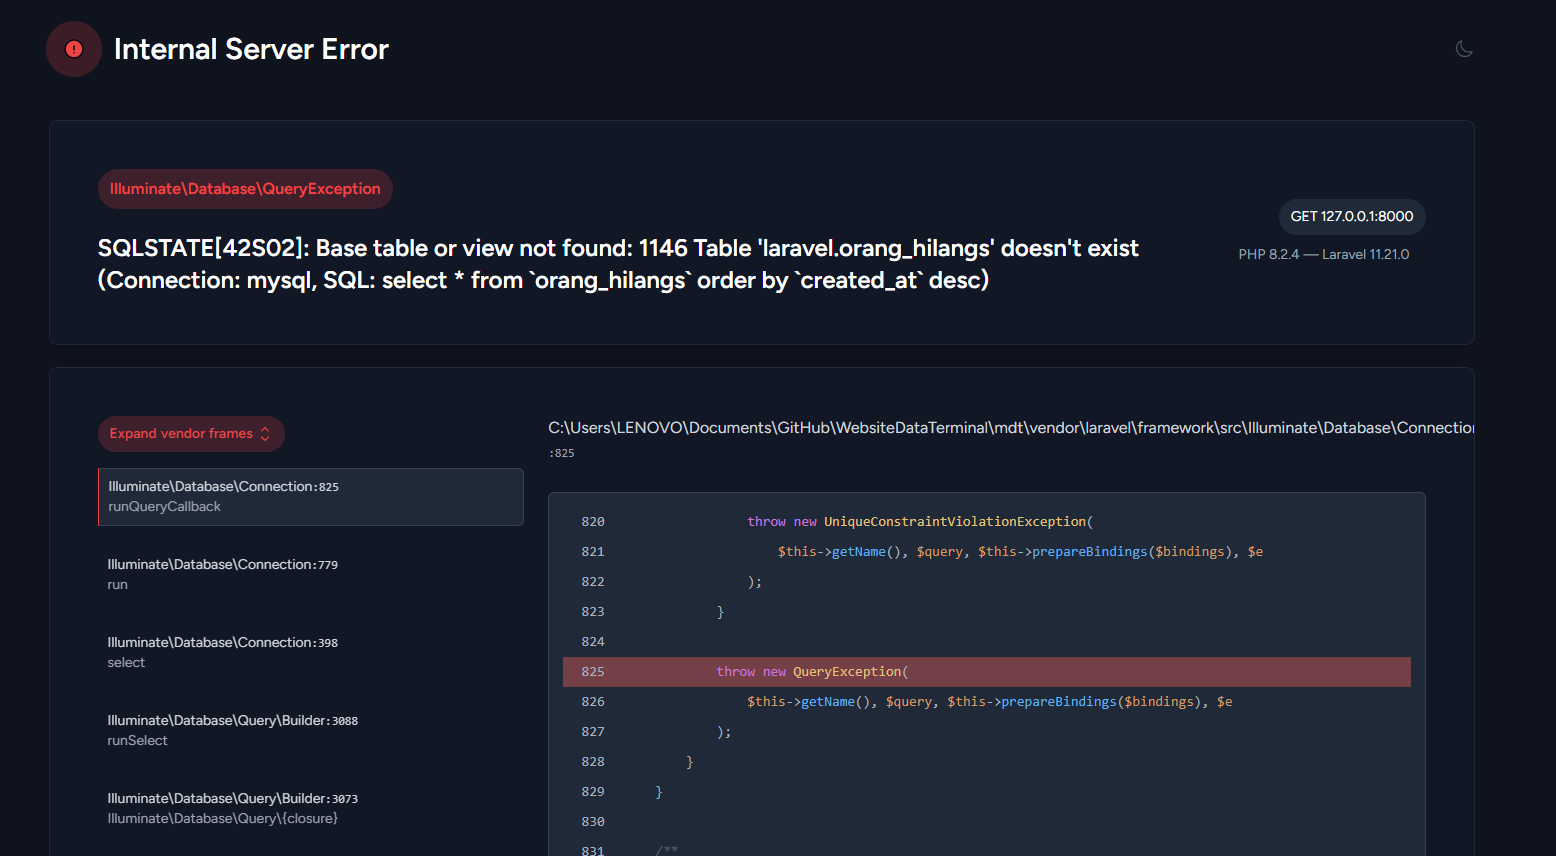 Internal Server Error
Illuminate\Database\QueryException
SQLSTATE[42S02]: Base table or view not found: 1146 Table 'laravel.orang_hilangs' doesn't exist
(Connection: mysql, SQL: select * from `orang_hilangs` order by `created_at` desc)
GET 127.0.0.1:8000
PHP 8.2.4 — Laravel 11.21.0
Expand vendor frames
Illuminate\Database\Connection:825
runQueryCallback
Illuminate\Database\Connection:779
run
Illuminate\Database\Connection:398
select
Illuminate\Database\Query\Builder:3088
runSelect
Illuminate\Database\Query\Builder:3073
Illuminate\Database\Query\{closure}
C:\Users\LENOVO\Documents\GitHub\WebsiteDataTerminal\mdt\vendor\laravel\framework\src\Illuminate\Database\Connection
:825
820 throw new UniqueConstraintViolationException(
821 $this->getName(), $query, $this->prepareBindings($bindings), $e
822 );
823 }
824
825 throw new QueryException(
826 $this->getName(), $query, $this->prepareBindings($bindings), $e
827 );
828 }
829 }
830
831 /**